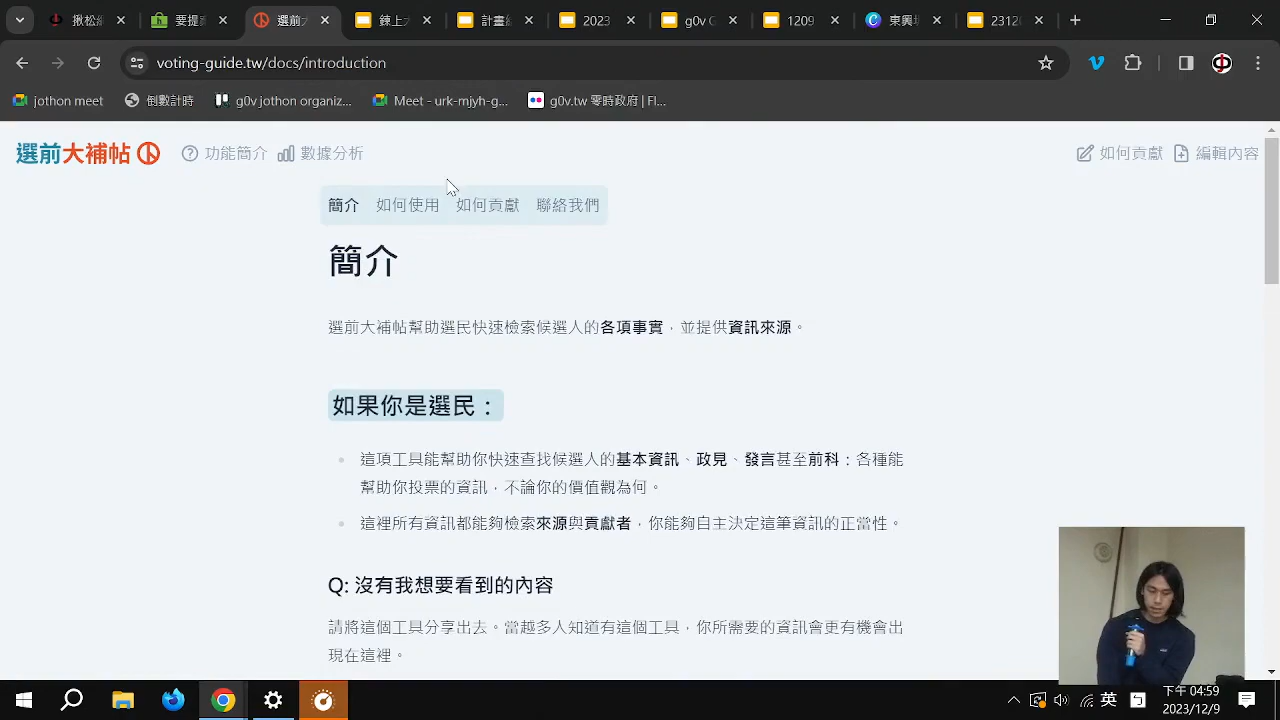 要提
選前
鍊上
計畫
2023
g0v
1209
東興
2312
voting-guide.tw/docs/introduction
jothon meet
倒數計時
g0v jothon organiz...
Meet - urk-mjyh-g...
g0v.tw 零時政府 | Fl...
選前大補帖
功能簡介
數據分析
如何貢獻
編輯內容
簡介 如何使用 如何貢獻 聯絡我們
簡介
選前大補帖幫助選民快速檢索候選人的各項事實，並提供資訊來源。
如果你是選民：
這項工具能幫助你快速查找候選人的基本資訊、政見、發言甚至前科：各種能
幫助你投票的資訊，不論你的價值觀為何。
這裡所有資訊都能夠檢索來源與貢獻者，你能夠自主決定這筆資訊的正當性。
Q: 沒有我想要看到的內容
請將這個工具分享出去。當越多人知道有這個工具，你所需要的資訊會更有機會出
現在這裡。
英
下午 04:59
2023/12/9